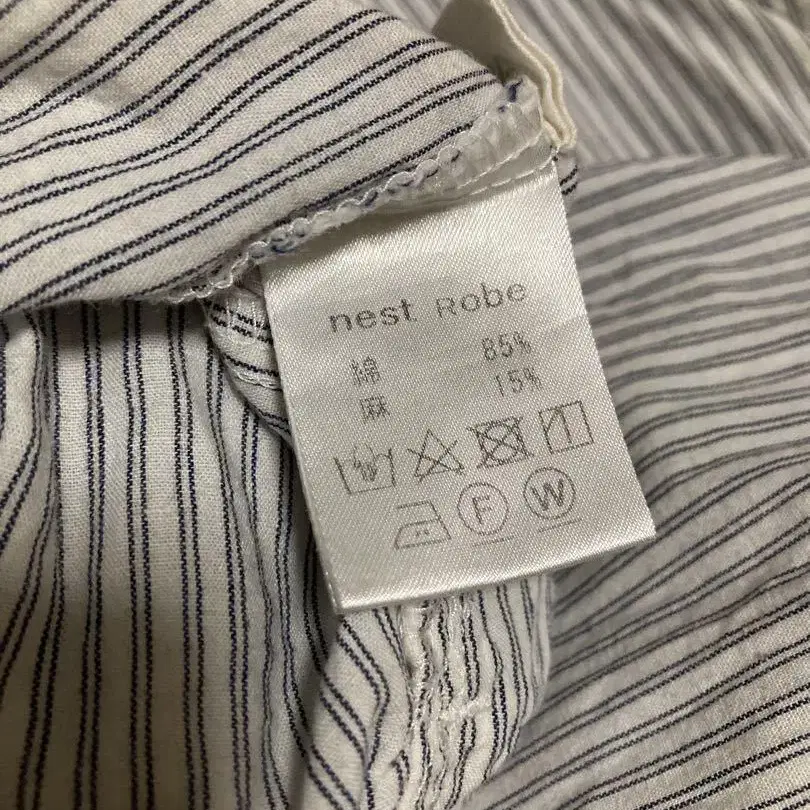 nest Robe
綿 85%
麻 15%
F W